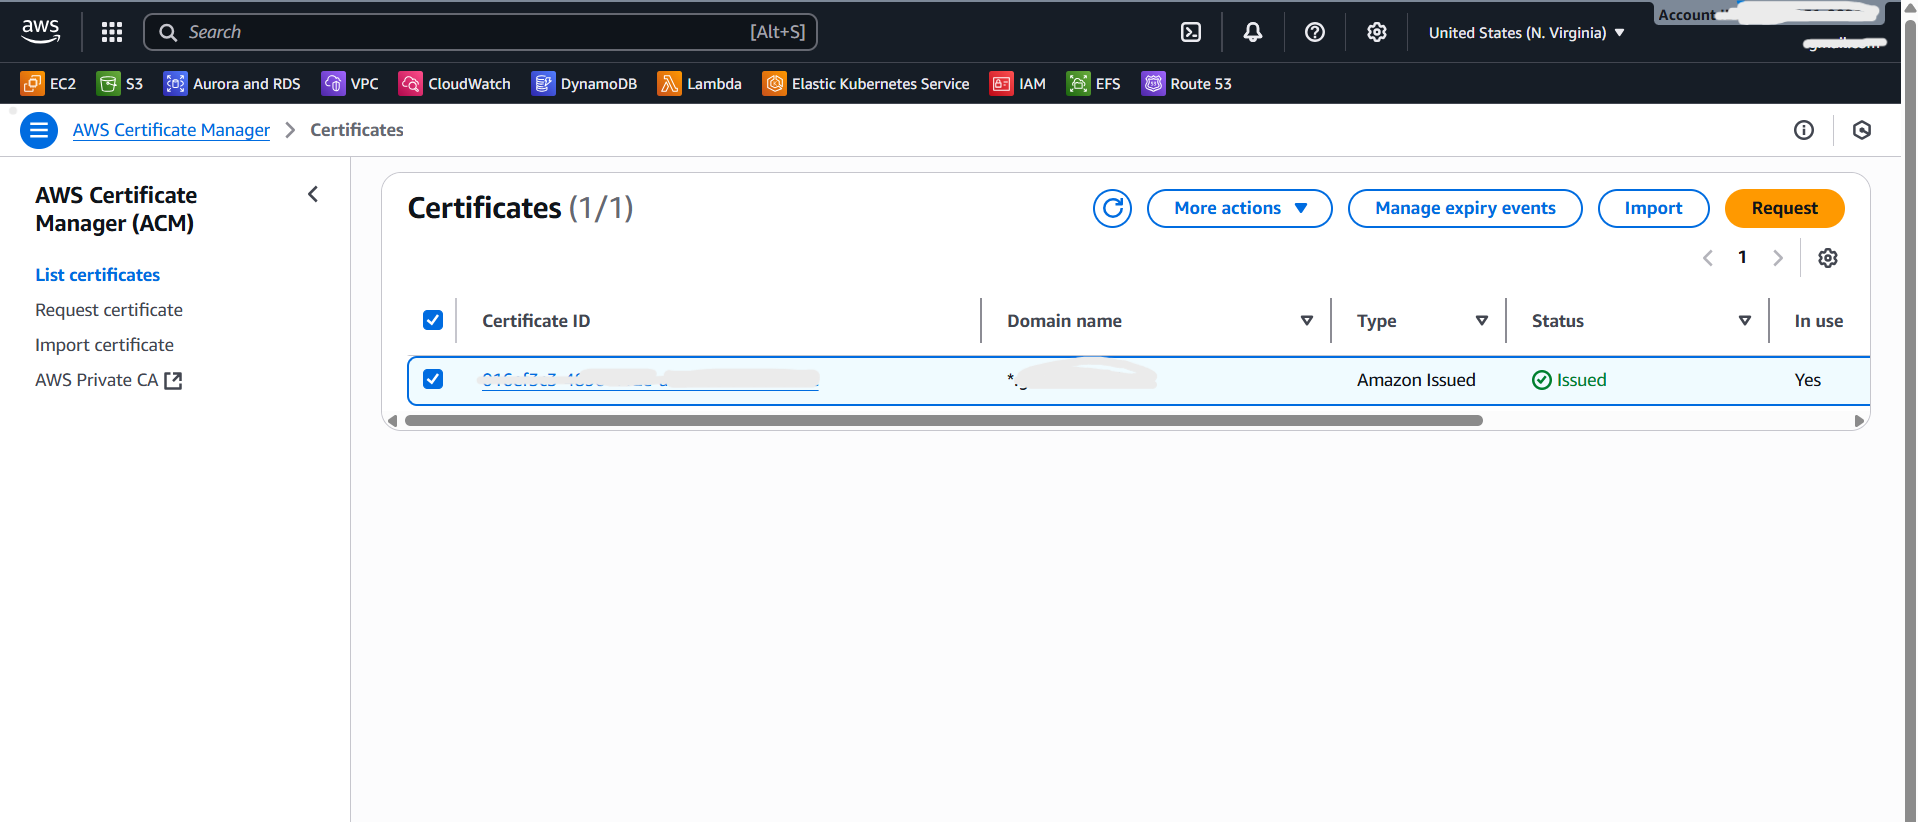 aws
Search [Alt+S]
United States (N. Virginia)
Account
EC2 S3 Aurora and RDS VPC CloudWatch DynamoDB Lambda Elastic Kubernetes Service IAM EFS Route 53
AWS Certificate Manager Certificates
AWS Certificate
Manager (ACM)
List certificates
Request certificate
Import certificate
AWS Private CA
Certificates (1/1)
More actions Manage expiry events Import Request
1
Certificate ID Domain name Type Status In use
Amazon Issued Issued Yes